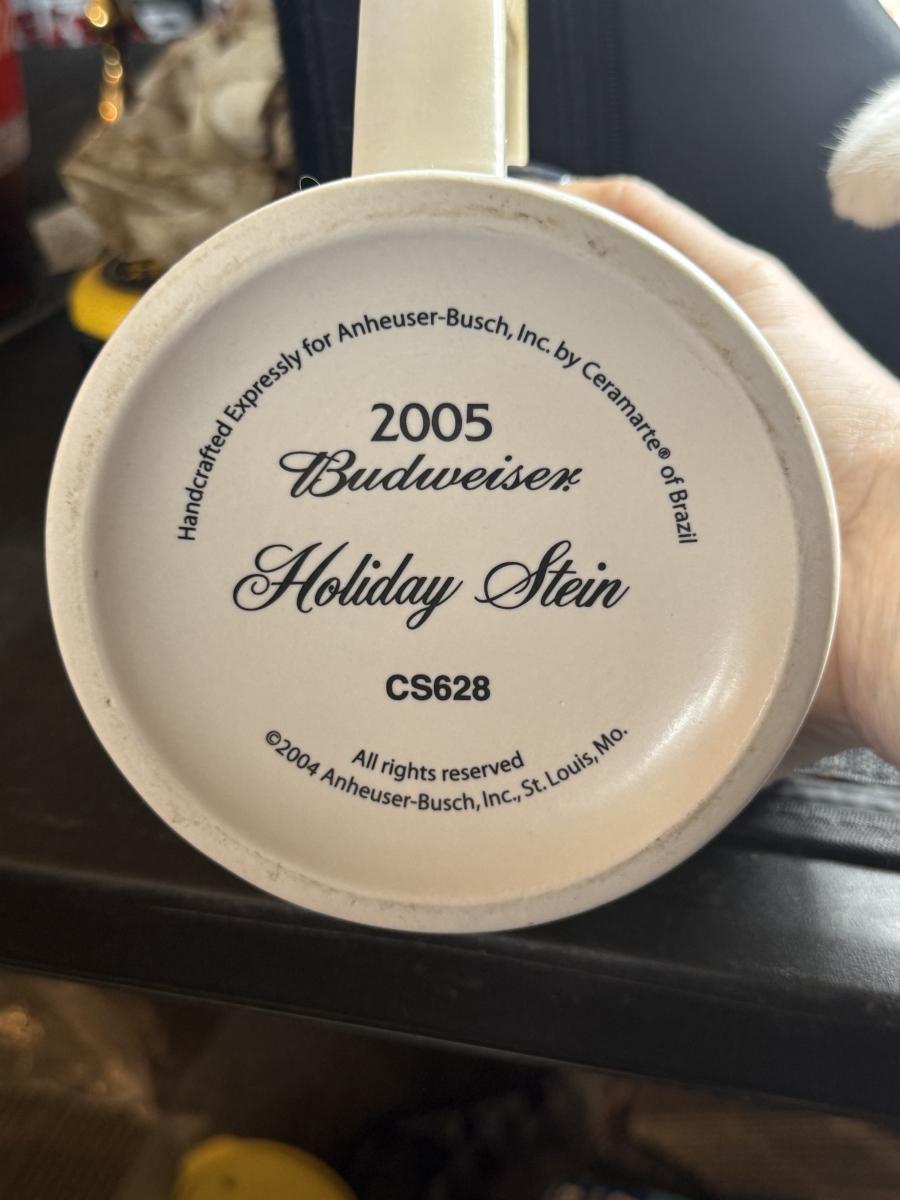 Handcrafted Expressly for Anheuser-Busch, Inc. by Ceramarte® of Brazil
2005
Budweiser
Holiday Stein
CS628
All rights reserved
©2004 Anheuser-Busch, Inc., St. Louis, Mo.